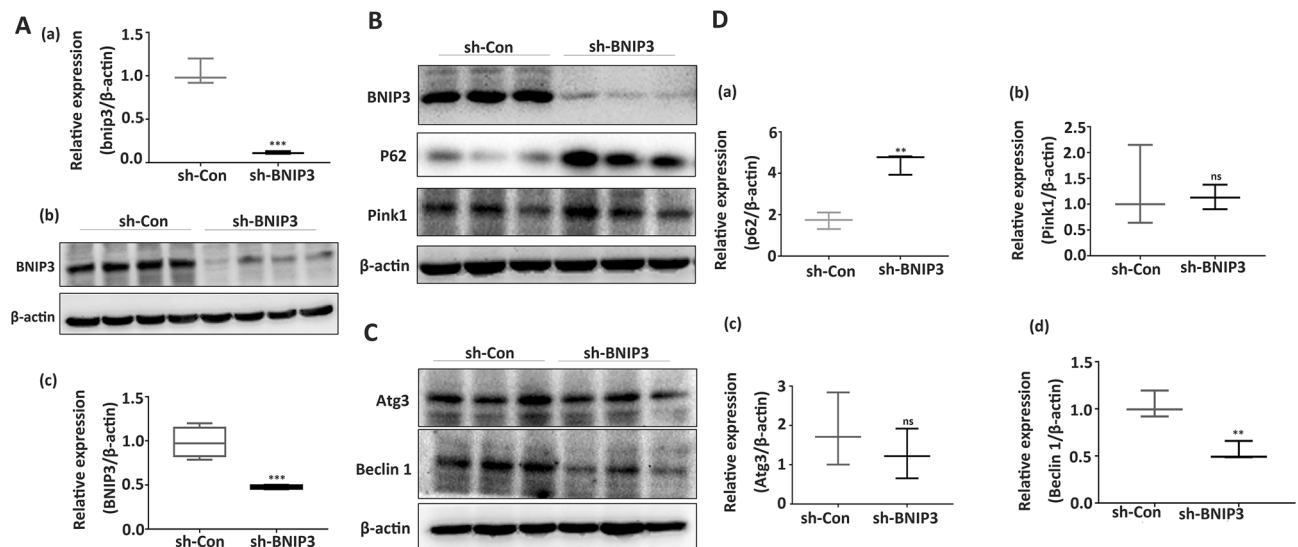 A
(a)
Relative expression
(bnip3/β-actin)
1.5
1.0
0.5
0.0
***
sh-Con
sh-BNIP3
(b)
sh-Con
sh-BNIP3
BNIP3
β-actin
(c)
Relative expression
(BNIP3/β-actin)
1.5
1.0
0.5
0.0
***
sh-Con
sh-BNIP3
B
sh-Con
sh-BNIP3
BNIP3
P62
Pink1
β-actin
C
sh-Con
sh-BNIP3
Atg3
Beclin 1
β-actin
D
(a)
Relative expression
(p62/β-actin)
6
4
2
0
**
sh-Con
sh-BNIP3
(b)
Relative expression
(Pink1/β-actin)
2.5
2.0
1.5
1.0
0.5
0.0
ns
sh-Con
sh-BNIP3
(c)
Relative expression
(Atg3/β-actin)
3
2
1
0
ns
sh-Con
sh-BNIP3
(d)
Relative expression
(Beclin 1/β-actin)
1.5
1.0
0.5
0.0
**
sh-Con
sh-BNIP3